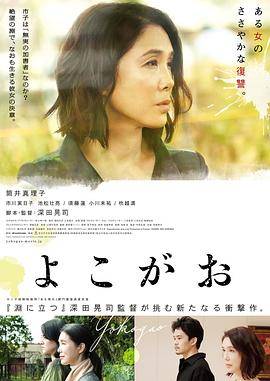 ある女の
ささやかな復讐。
市子は「無実の加害者」なのか？
絶望の淵で、なおも生きる彼女の決意。
筒井真理子
市川実日子 池松壮亮／須藤蓮 小川未祐／吹越満
脚本・監督：深田晃司
よこがお
『淵に立つ』深田晃司監督が挑む新たなる衝撃作。
Yokogao